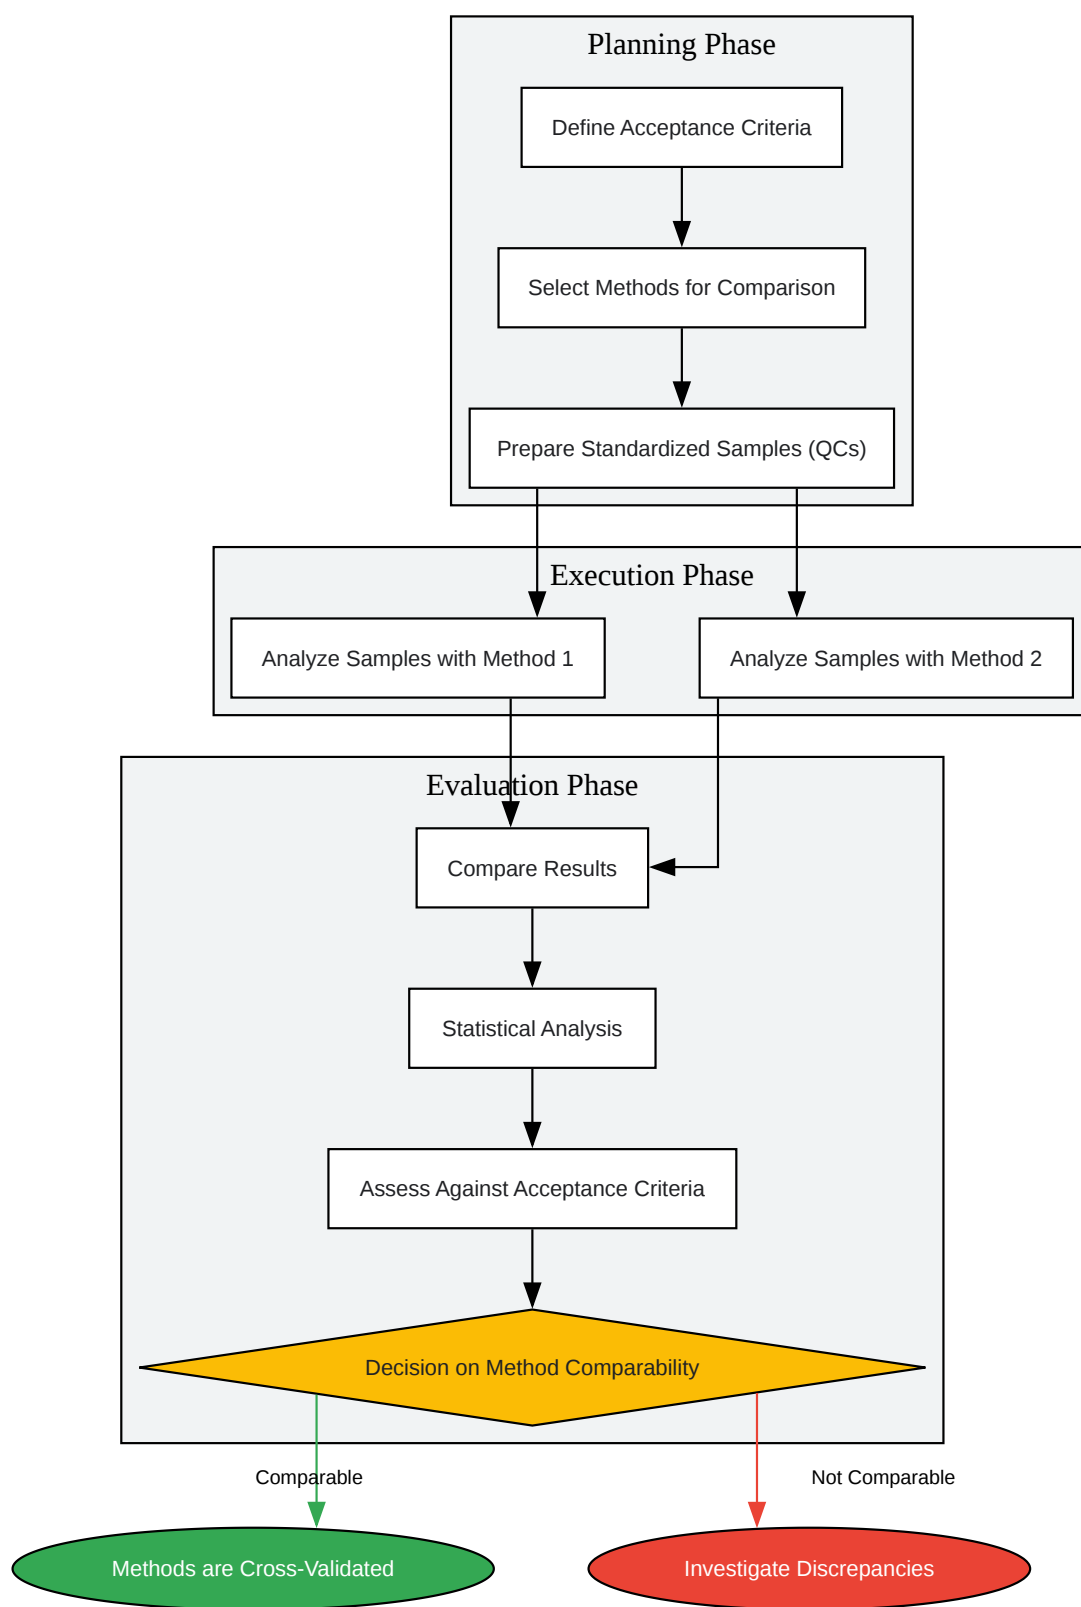 Planning Phase
Define Acceptance Criteria
Select Methods for Comparison
Prepare Standardized Samples (QCs)
Execution Phase
Analyze Samples with Method 1
Analyze Samples with Method 2
Evaluation Phase
Compare Results
Statistical Analysis
Assess Against Acceptance Criteria
Decision on Method Comparability
Comparable
Not Comparable
Methods are Cross-Validated
Investigate Discrepancies